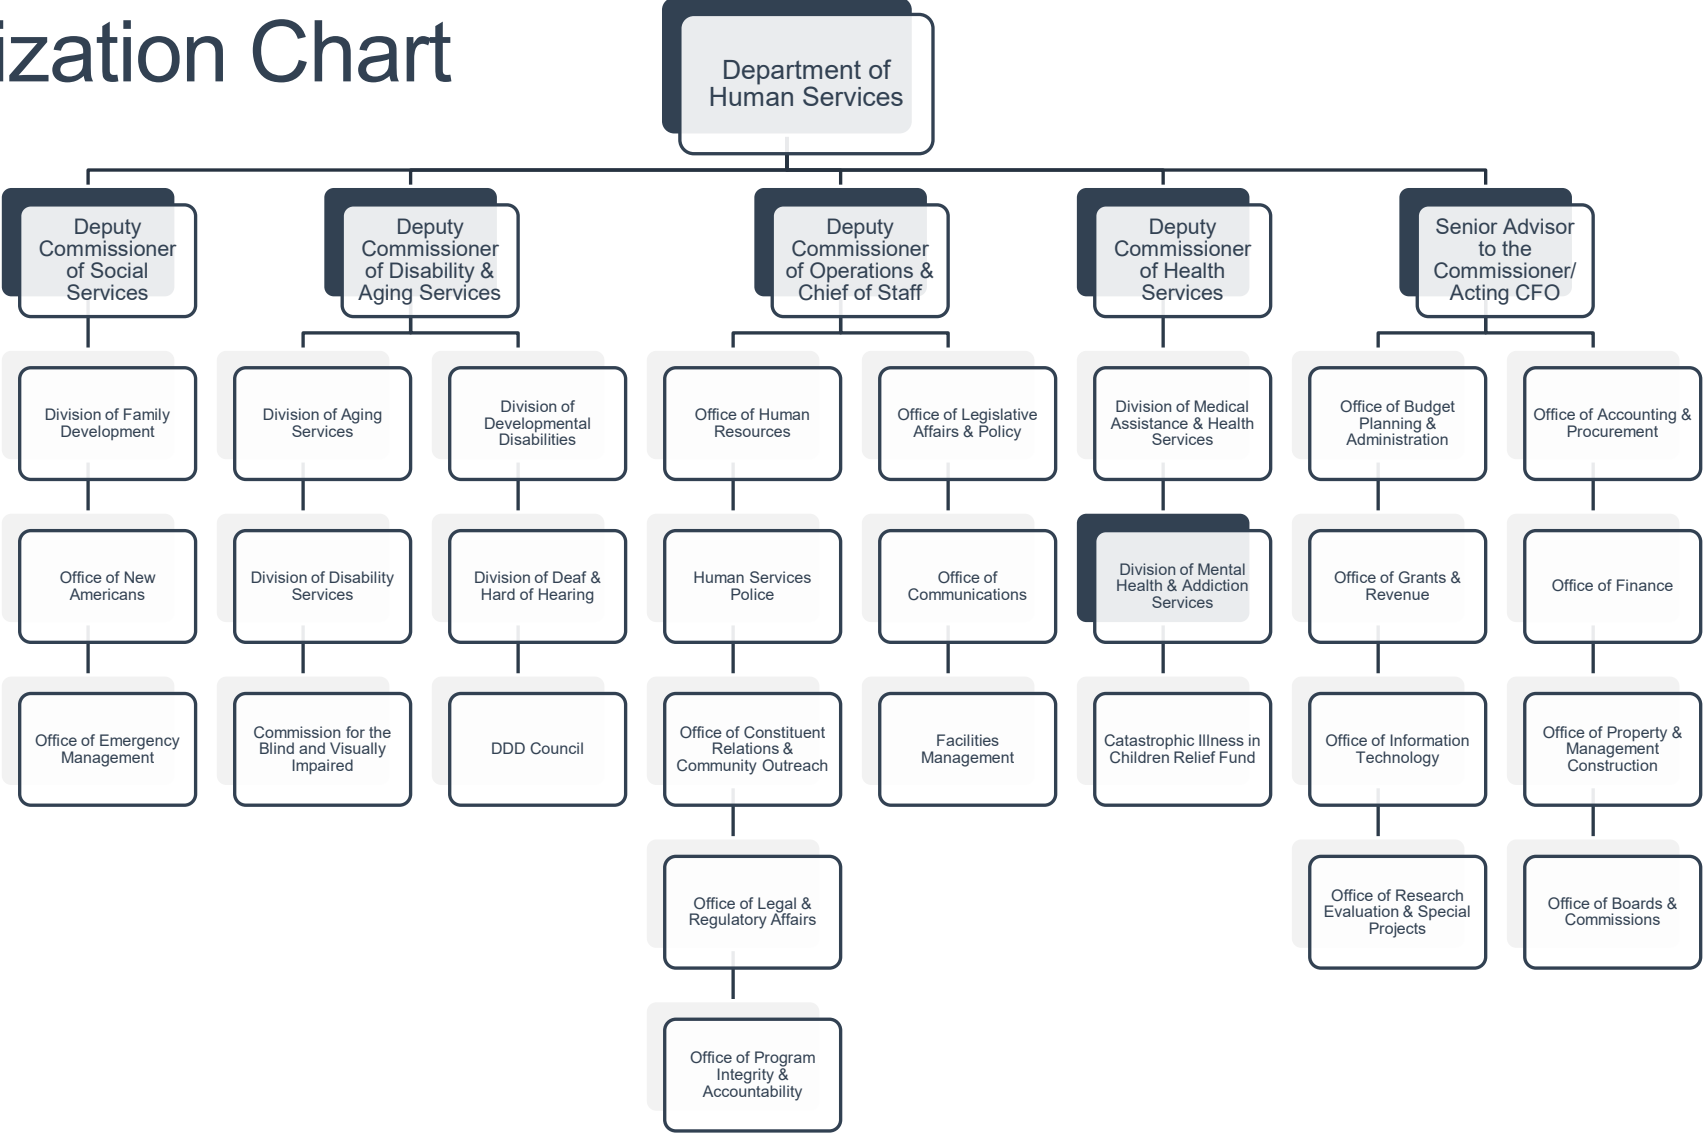 ization Chart
Department of
Human Services
Deputy
Commissioner
of Social
Services
Deputy
Commissioner
of Disability &
Aging Services
Deputy
Commissioner
of Operations &
Chief of Staff
Deputy
Commissioner
of Health
Services
Senior Advisor
to the
Commissioner/
Acting CFO
Division of Family
Development
Division of Aging
Services
Division of
Developmental
Disabilities
Office of Human
Resources
Office of Legislative
Affairs & Policy
Division of Medical
Assistance & Health
Services
Office of Budget
Planning &
Administration
Office of Accounting &
Procurement
Office of New
Americans
Division of Disability
Services
Division of Deaf &
Hard of Hearing
Human Services
Police
Office of
Communications
Division of Mental
Health & Addiction
Services
Office of Grants &
Revenue
Office of Finance
Office of Emergency
Management
Commission for the
Blind and Visually
Impaired
DDD Council
Office of Constituent
Relations &
Community Outreach
Facilities
Management
Catastrophic Illness in
Children Relief Fund
Office of Information
Technology
Office of Property &
Management
Construction
Office of Legal &
Regulatory Affairs
Office of Research
Evaluation & Special
Projects
Office of Boards &
Commissions
Office of Program
Integrity &
Accountability